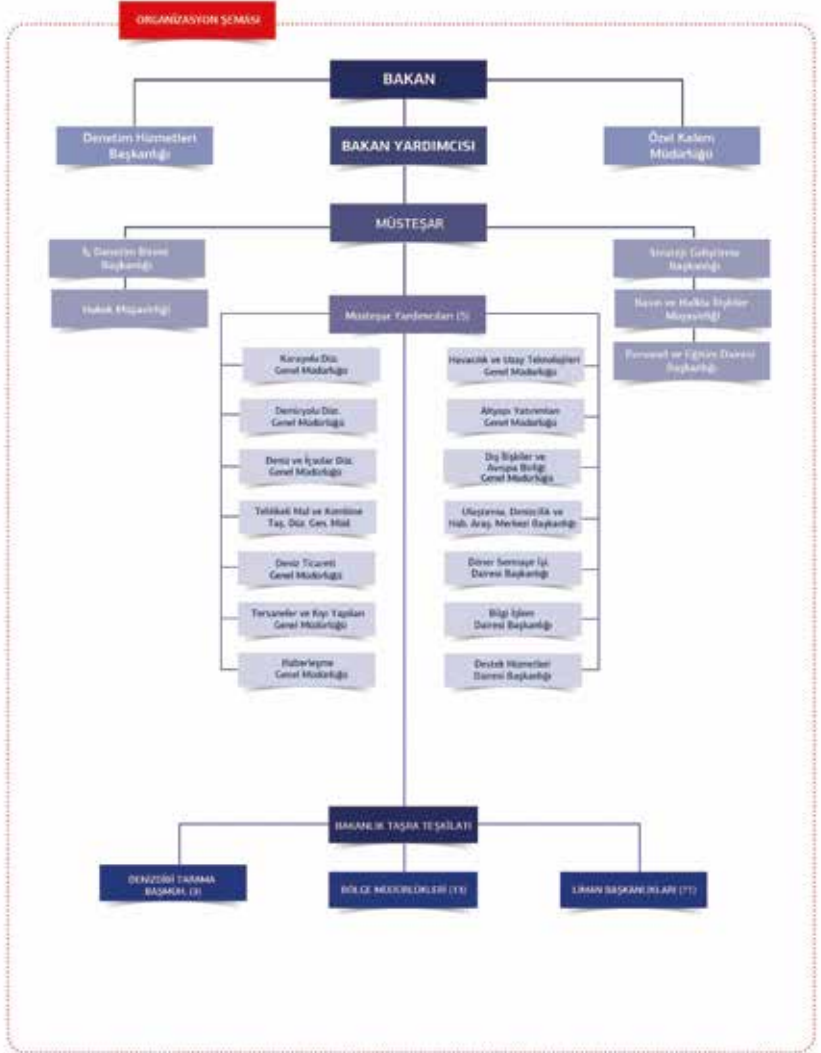 ORGANİZASYON ŞEMASI
BAKAN
Denetim Hizmetleri
Başkanlığı
BAKAN YARDIMCISI
Özel Kalem
Müdürlüğü
MÜSTEŞAR
İç Denetim Birimi
Başkanlığı
Hukuk Müşavirliği
Strateji Geliştirme
Başkanlığı
Basın ve Halkla İlişkiler
Müşavirliği
Personel ve Eğitim Dairesi
Başkanlığı
Müsteşar Yardımcıları (5)
Karayolu Düz.
Genel Müdürlüğü
Demiryolu Düz.
Genel Müdürlüğü
Deniz ve İçsular Düz.
Genel Müdürlüğü
Tehlikeli Mal ve Kombine
Taş. Düz. Gen. Müd.
Deniz Ticareti
Genel Müdürlüğü
Tersaneler ve Kıyı Yapıları
Genel Müdürlüğü
Haberleşme
Genel Müdürlüğü
Havacılık ve Uzay Teknolojileri
Genel Müdürlüğü
Altyapı Yatırımları
Genel Müdürlüğü
Dış İlişkiler ve
Avrupa Birliği
Genel Müdürlüğü
Ulaştırma, Denizcilik ve
Hab. Araş. Merkezi Başkanlığı
Döner Sermaye İşl.
Dairesi Başkanlığı
Bilgi İşlem
Dairesi Başkanlığı
Destek Hizmetleri
Dairesi Başkanlığı
BAKANLIK TAŞRA TEŞKİLATI
DENİZDİBİ TARAMA
BAŞMÜH. (3)
BÖLGE MÜDÜRLÜKLERİ (13)
LİMAN BAŞKANLIKLARI